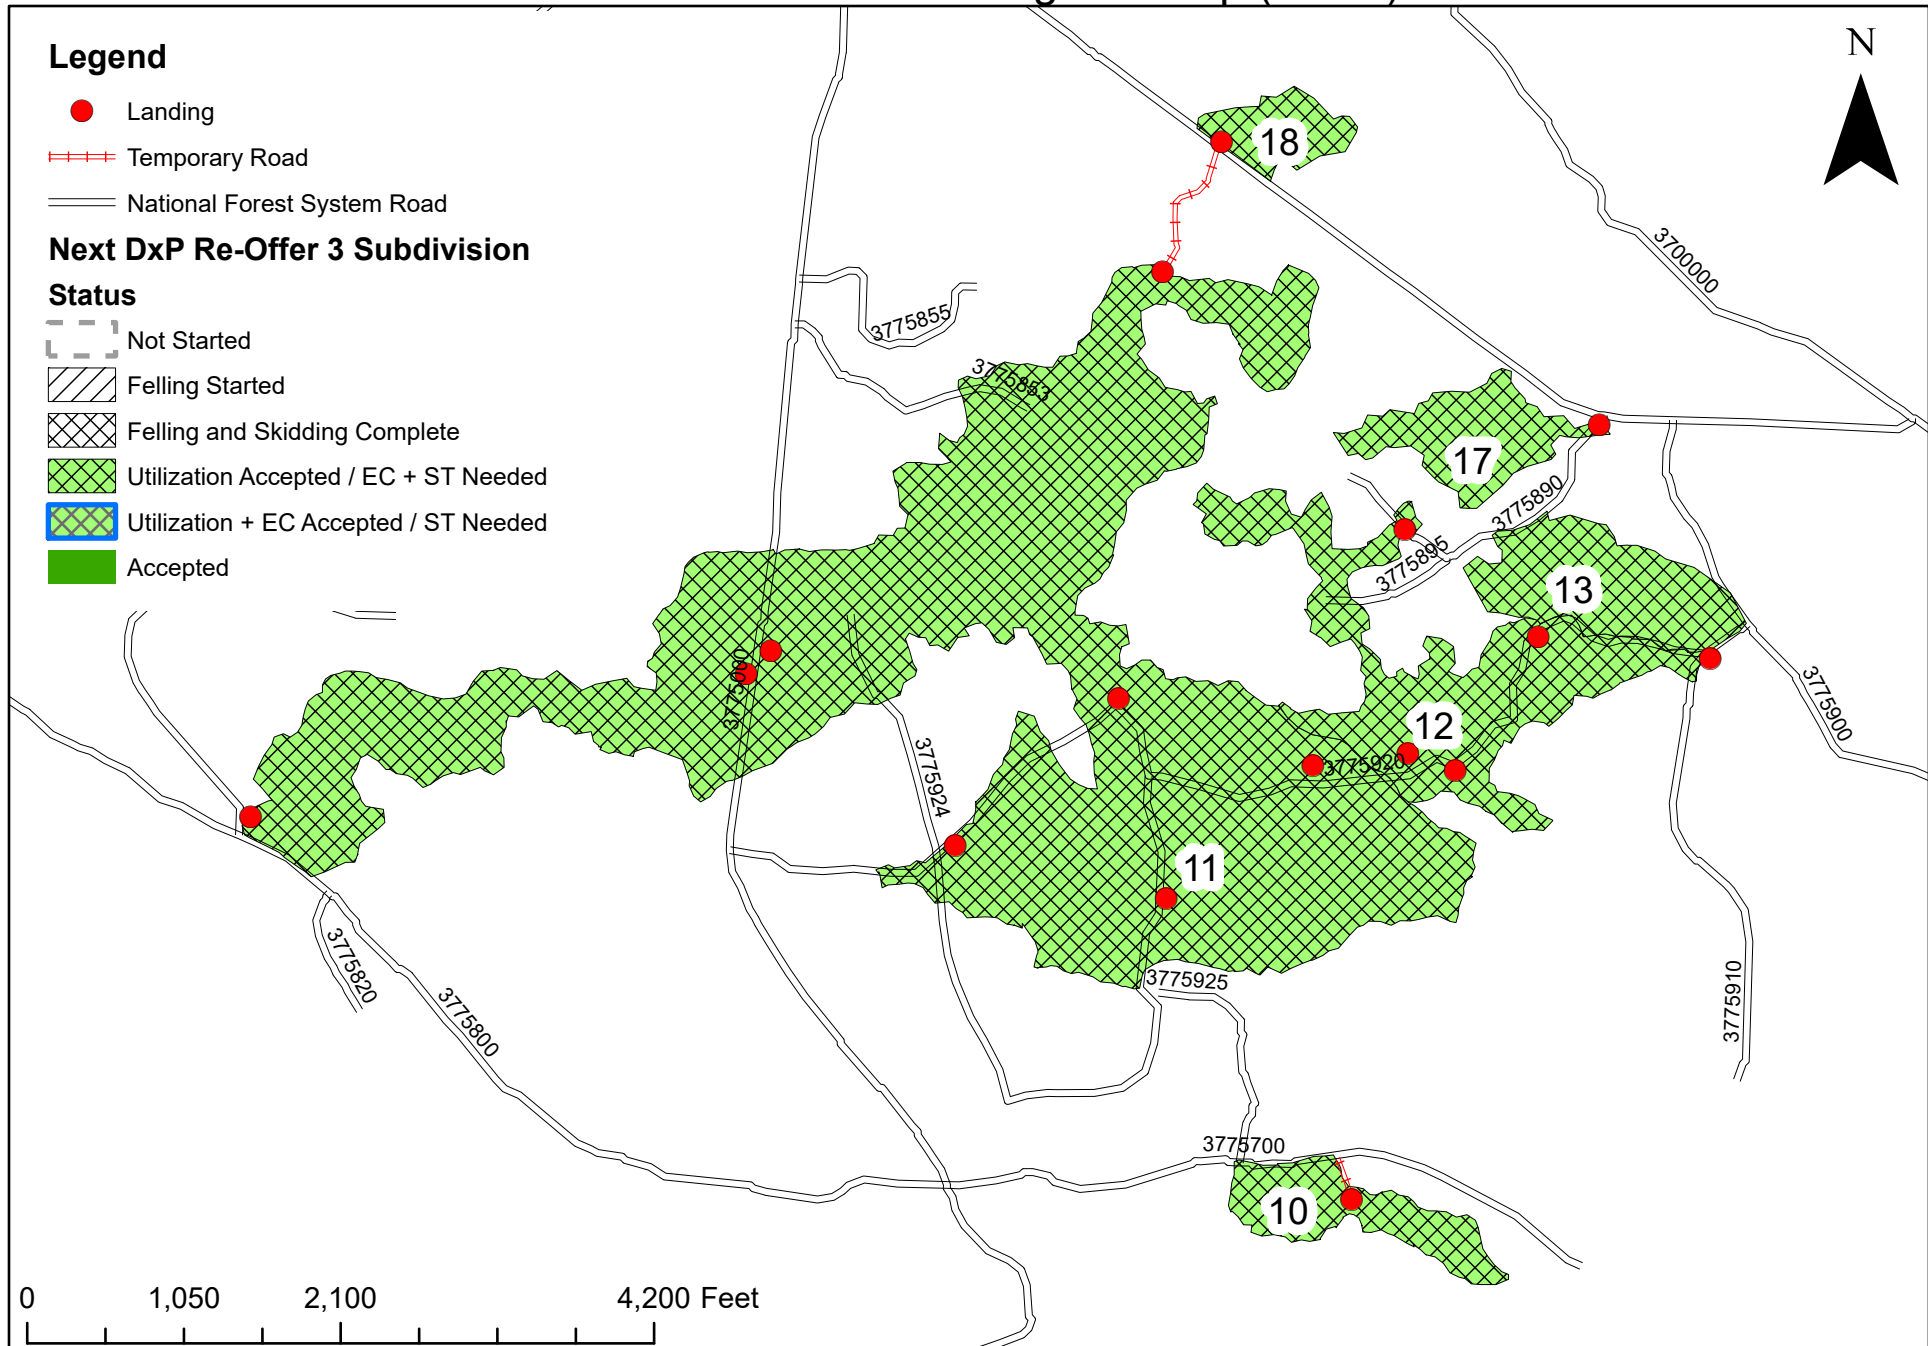 Legend
Landing
Temporary Road
National Forest System Road
Next DxP Re-Offer 3 Subdivision
Status
Not Started
Felling Started
Felling and Skidding Complete
Utilization Accepted / EC + ST Needed
Utilization + EC Accepted / ST Needed
Accepted
N
18
3700000
3775855
3775853
17
3775890
3775895
13
3775080
3775900
12
3775920
3775924
11
3775925
3775820
3775800
3775910
3775700
10
0 1,050 2,100 4,200 Feet